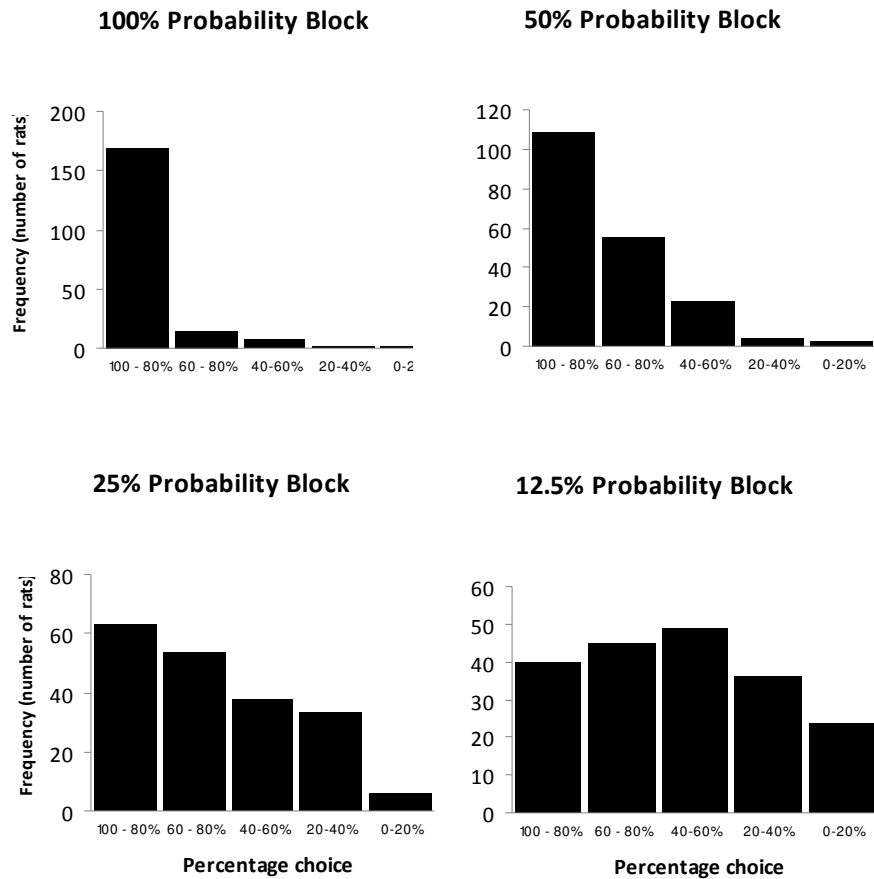 100% Probability Block
Frequency (number of rats)
200
150
100
50
0
100 - 80% 60 - 80% 40-60% 20-40% 0-2
50% Probability Block
120
100
80
60
40
20
0
100 - 80% 60 - 80% 40-60% 20-40% 0-20%
25% Probability Block
Frequency (number of rats)
80
60
40
20
0
100 - 80% 60 - 80% 40-60% 20-40% 0-20%
Percentage choice
12.5% Probability Block
60
50
40
30
20
10
0
100 - 80% 60 - 80% 40-60% 20-40% 0-20%
Percentage choice